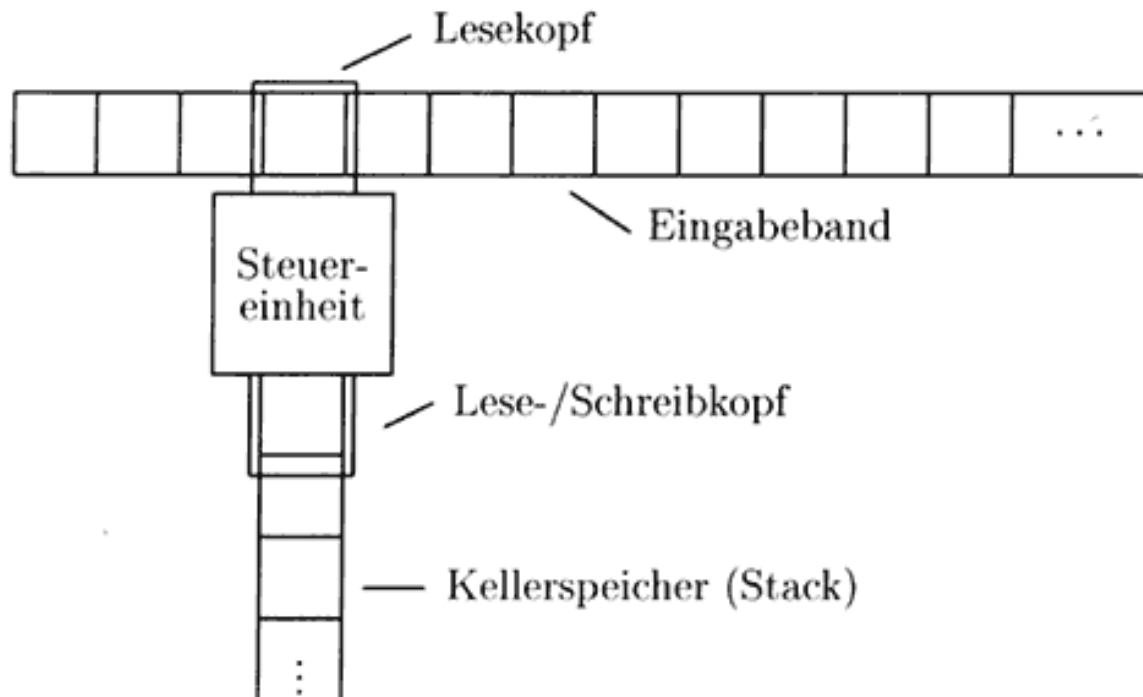 Lesekopf
...
Eingabeband
Steuer-
einheit
Lese-/Schreibkopf
Kellerspeicher (Stack)
⋮